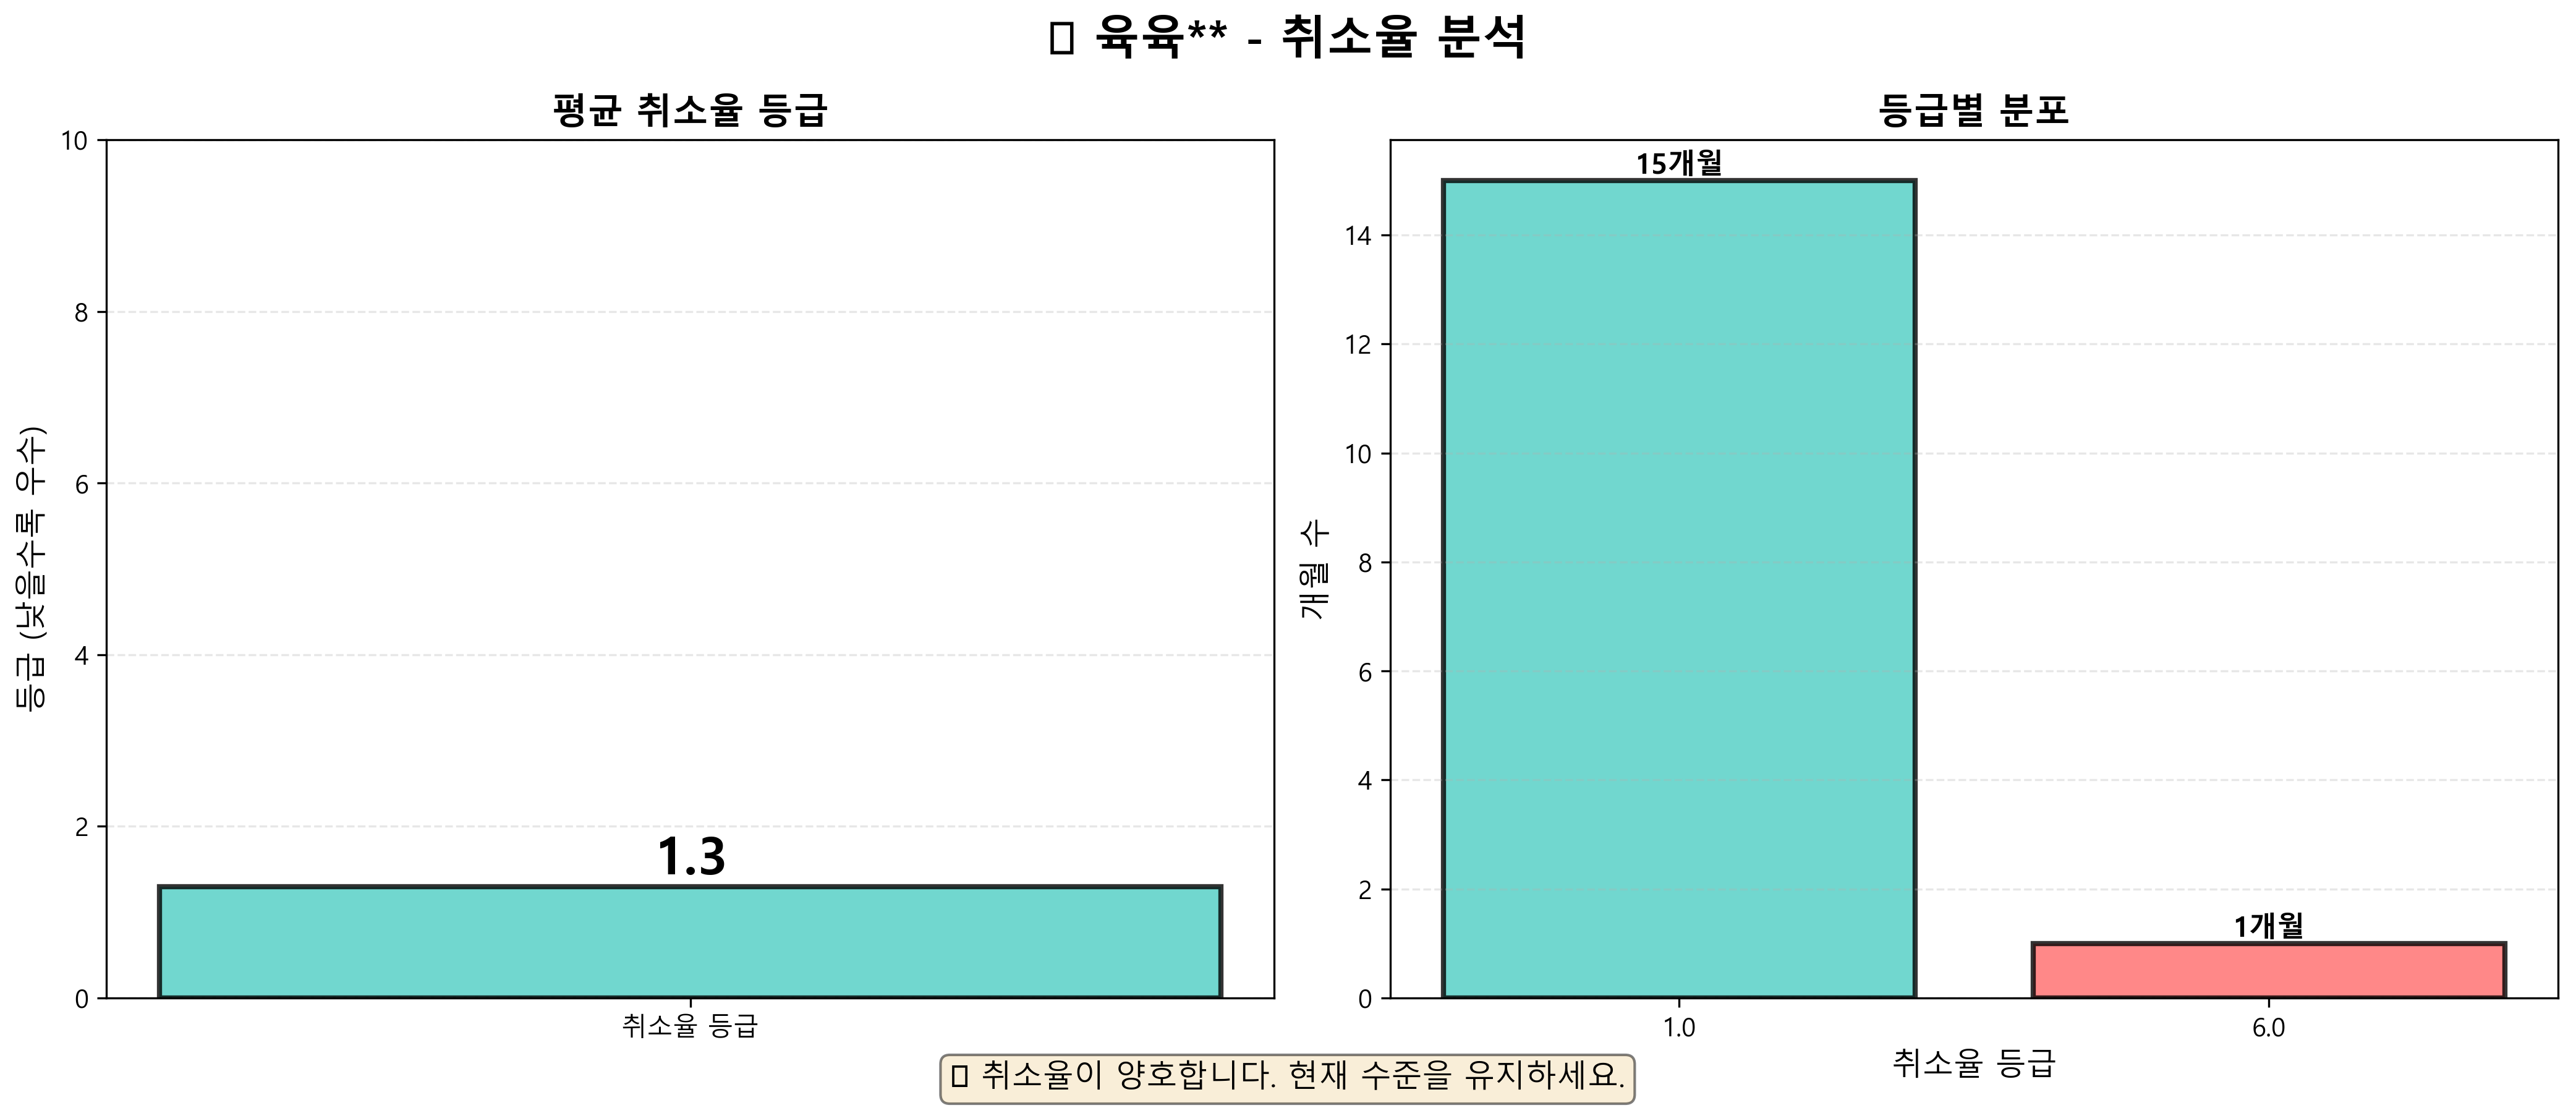 육육** - 취소율 분석
평균 취소율 등급
등급 (낮을수록 우수)
10
8
6
4
2
0
1.3
취소율 등급
등급별 분포
개월 수
14
12
10
8
6
4
2
0
15개월
1개월
1.0
6.0
취소율 등급
취소율이 양호합니다. 현재 수준을 유지하세요.